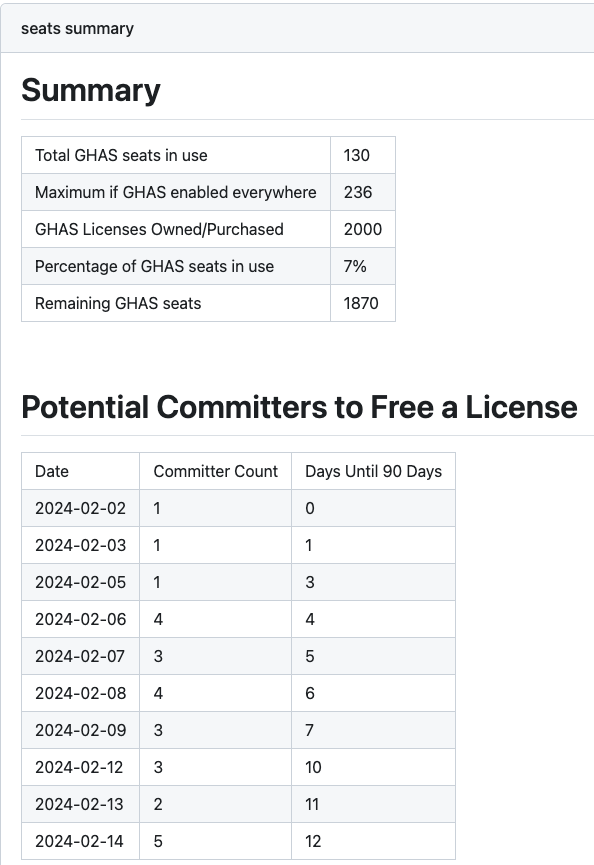 seats summary
Summary
Total GHAS seats in use 130
Maximum if GHAS enabled everywhere 236
GHAS Licenses Owned/Purchased 2000
Percentage of GHAS seats in use 7%
Remaining GHAS seats 1870
Potential Committers to Free a License
Date Committer Count Days Until 90 Days
2024-02-02 1 0
2024-02-03 1 1
2024-02-05 1 3
2024-02-06 4 4
2024-02-07 3 5
2024-02-08 4 6
2024-02-09 3 7
2024-02-12 3 10
2024-02-13 2 11
2024-02-14 5 12